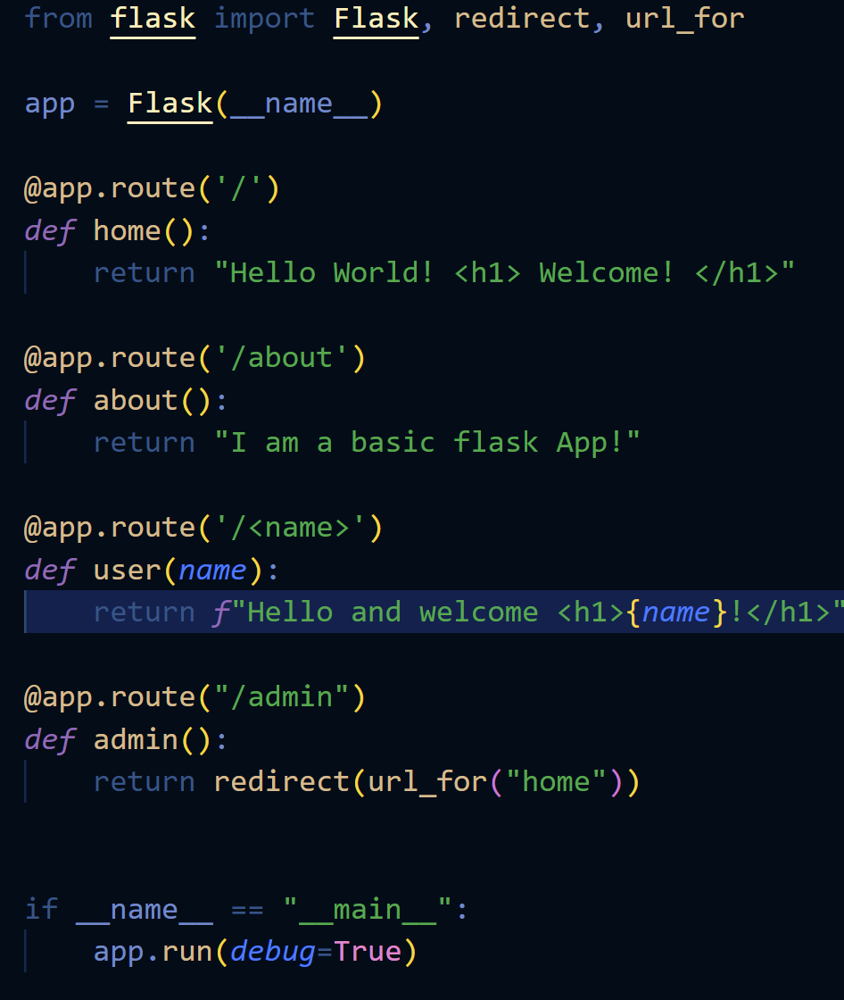 from flask import Flask, redirect, url_for
app = Flask(__name__)
@app.route('/')
def home():
return "Hello World! <h1> Welcome! </h1>"
@app.route('/about')
def about():
return "I am a basic flask App!"
@app.route('/<name>')
def user(name):
return f"Hello and welcome <h1>{name}!</h1>"
@app.route("/admin")
def admin():
return redirect(url_for("home"))
if __name__ == "__main__":
app.run(debug=True)